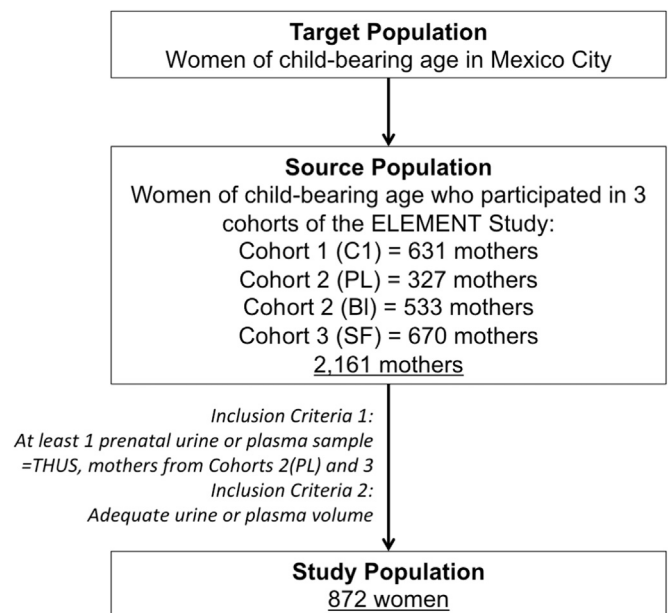 Target Population
Women of child-bearing age in Mexico City
Source Population
Women of child-bearing age who participated in 3
cohorts of the ELEMENT Study:
Cohort 1 (C1) = 631 mothers
Cohort 2 (PL) = 327 mothers
Cohort 2 (BI) = 533 mothers
Cohort 3 (SF) = 670 mothers
2,161 mothers
Inclusion Criteria 1:
At least 1 prenatal urine or plasma sample
=THUS, mothers from Cohorts 2(PL) and 3
Inclusion Criteria 2:
Adequate urine or plasma volume
Study Population
872 women